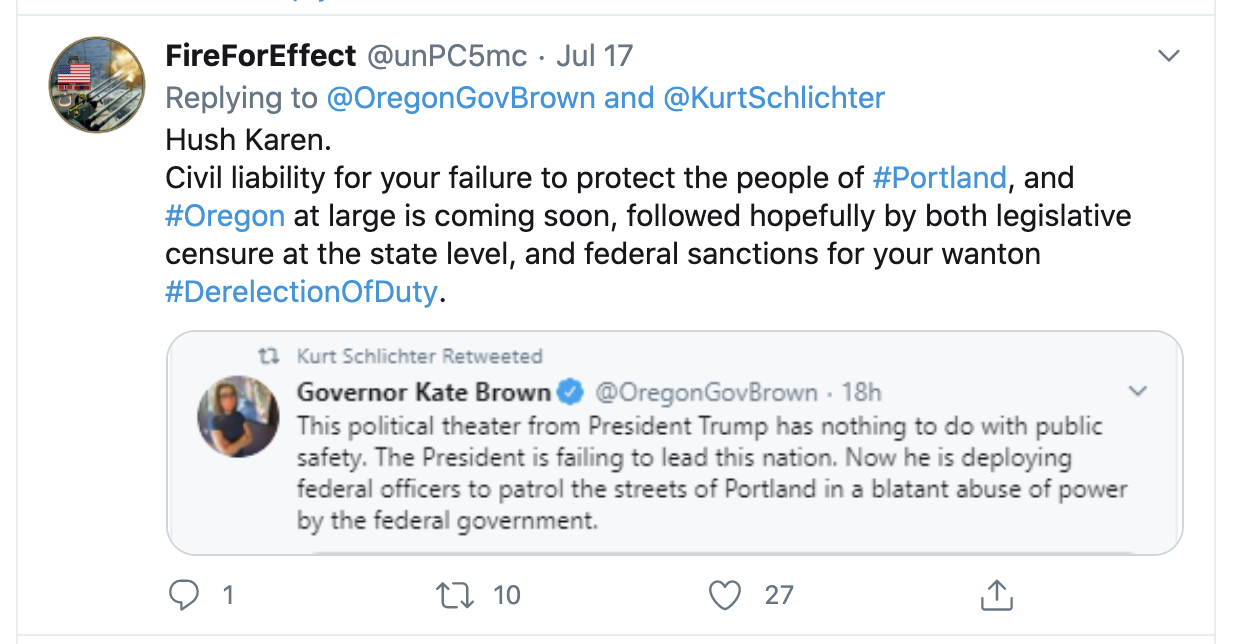 FireForEffect @unPC5mc · Jul 17
Replying to @OregonGovBrown and @KurtSchlichter
Hush Karen.
Civil liability for your failure to protect the people of #Portland, and
#Oregon at large is coming soon, followed hopefully by both legislative
censure at the state level, and federal sanctions for your wanton
#DerelectionOfDuty.
Kurt Schlichter Retweeted
Governor Kate Brown @OregonGovBrown · 18h
This political theater from President Trump has nothing to do with public
safety. The President is failing to lead this nation. Now he is deploying
federal officers to patrol the streets of Portland in a blatant abuse of power
by the federal government.
1 10 27